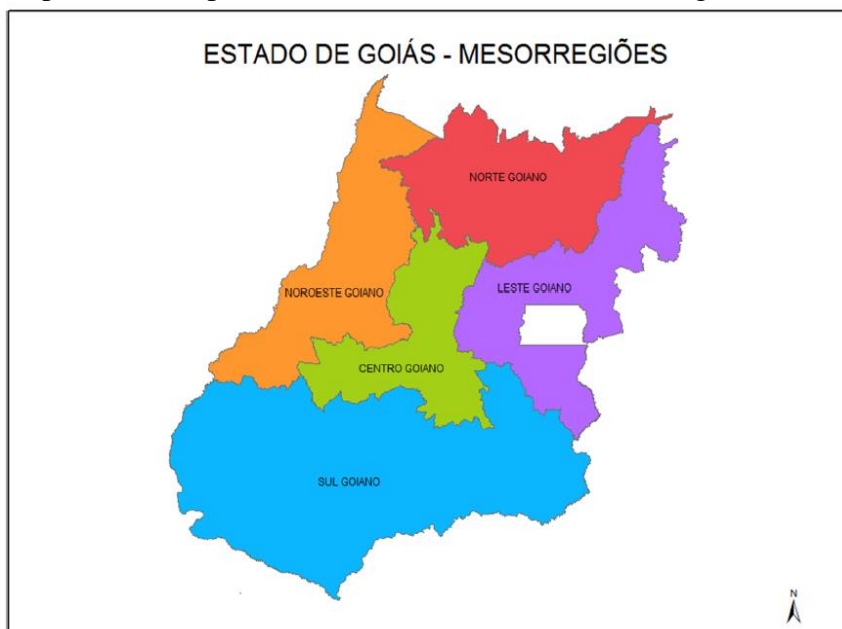 ESTADO DE GOIÁS - MESORREGIÕES
NORTE GOIANO
NOROESTE GOIANO
LESTE GOIANO
CENTRO GOIANO
SUL GOIANO
N